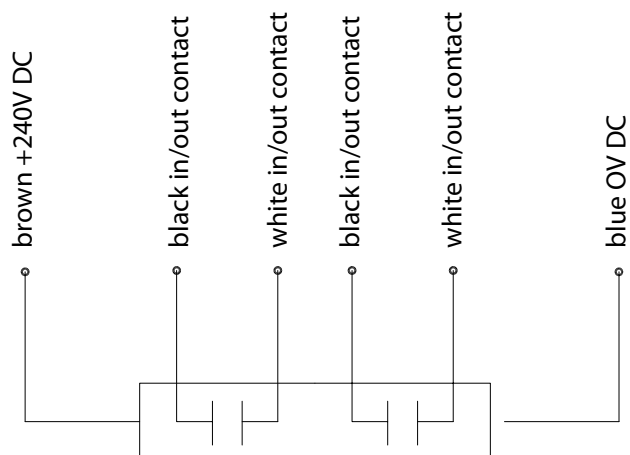 brown +240V DC
black in/out contact
white in/out contact
black in/out contact
white in/out contact
blue OV DC